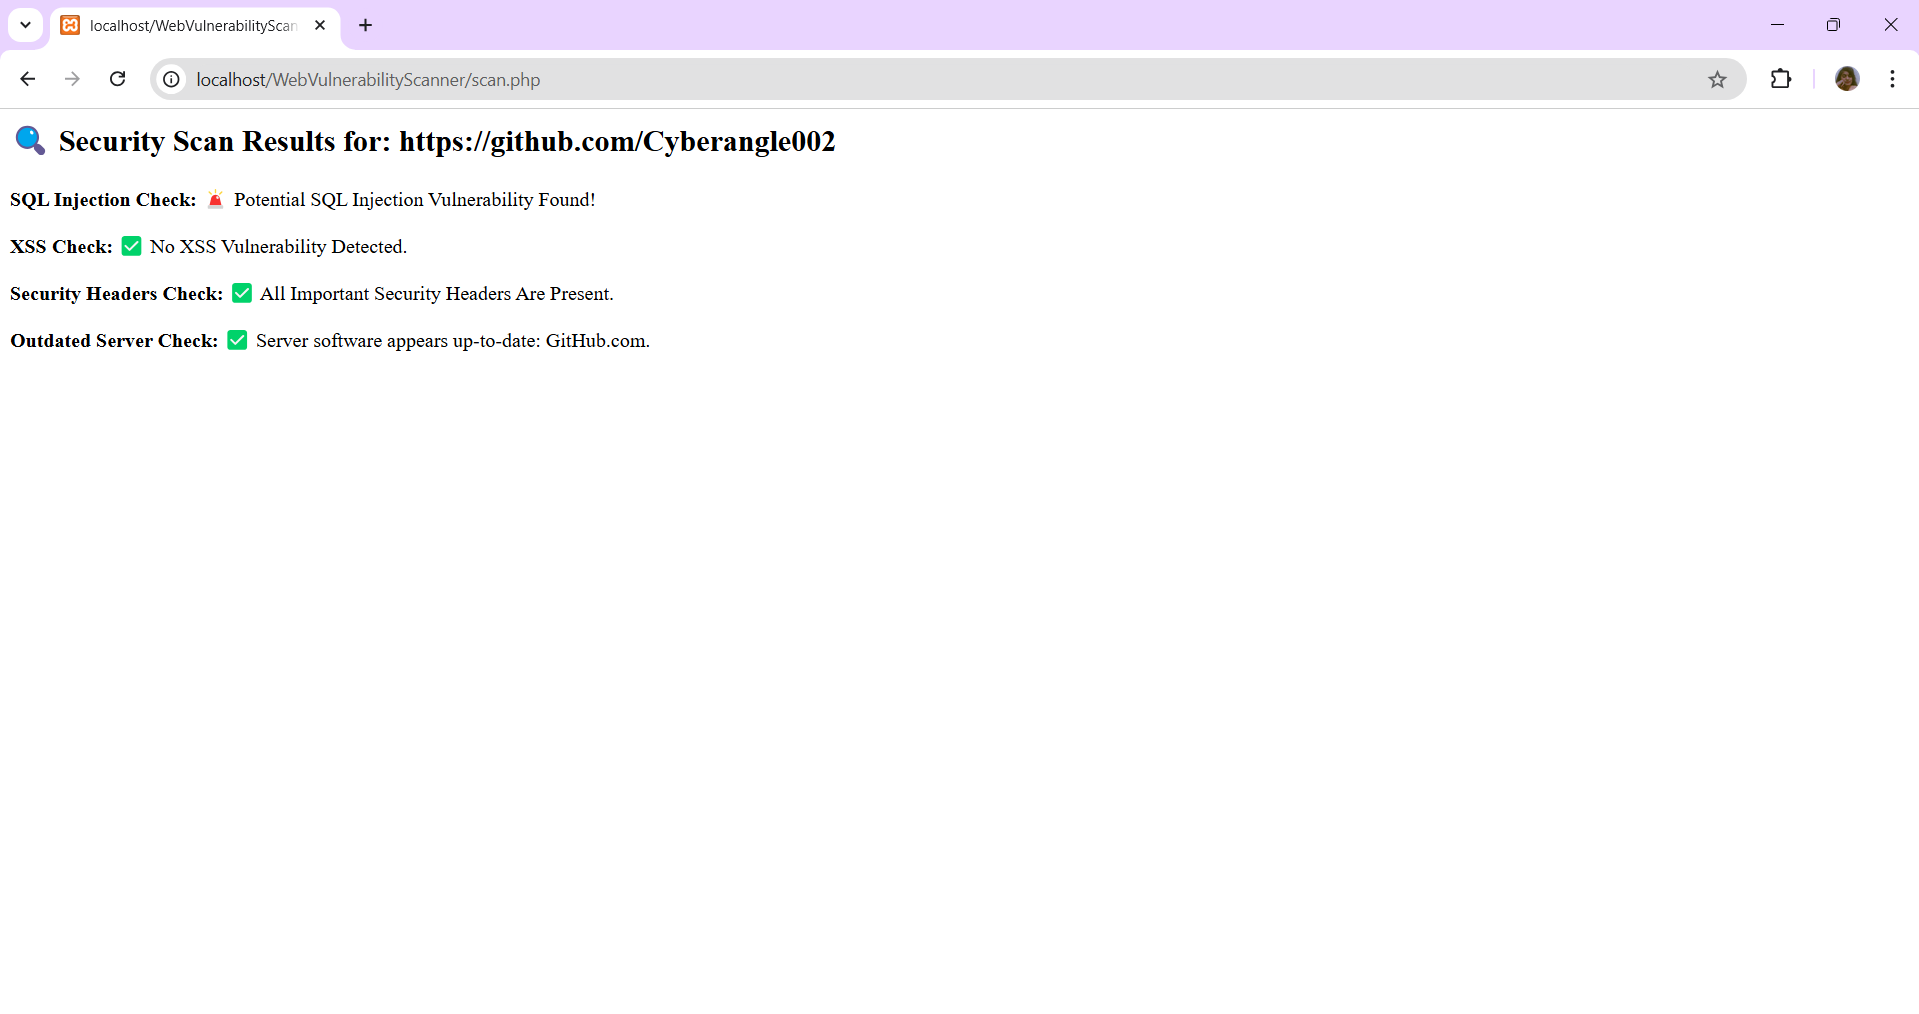 localhost/WebVulnerabilityScan
localhost/WebVulnerabilityScanner/scan.php
🔍 Security Scan Results for: https://github.com/Cyberangle002
SQL Injection Check: 🚨 Potential SQL Injection Vulnerability Found!
XSS Check: ✅ No XSS Vulnerability Detected.
Security Headers Check: ✅ All Important Security Headers Are Present.
Outdated Server Check: ✅ Server software appears up-to-date: GitHub.com.